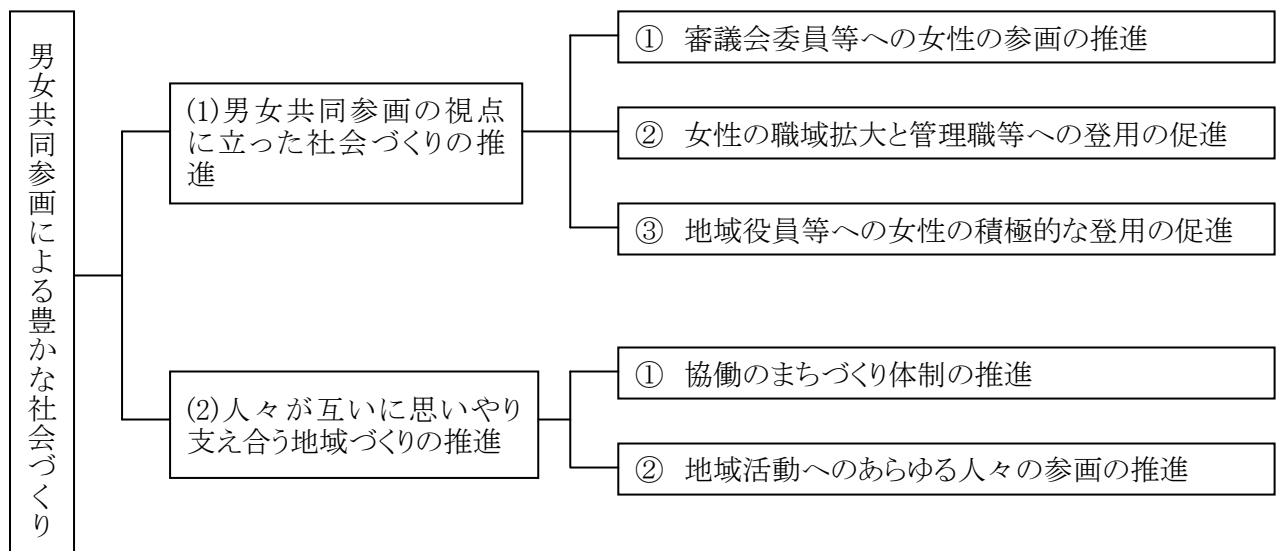 男女共同参画による豊かな社会づくり
(1)男女共同参画の視点
に立った社会づくりの推
進
① 審議会委員等への女性の参画の推進
② 女性の職域拡大と管理職等への登用の促進
③ 地域役員等への女性の積極的な登用の促進
(2)人々が互いに思いやり
支え合う地域づくりの推進
① 協働のまちづくり体制の推進
② 地域活動へのあらゆる人々の参画の推進